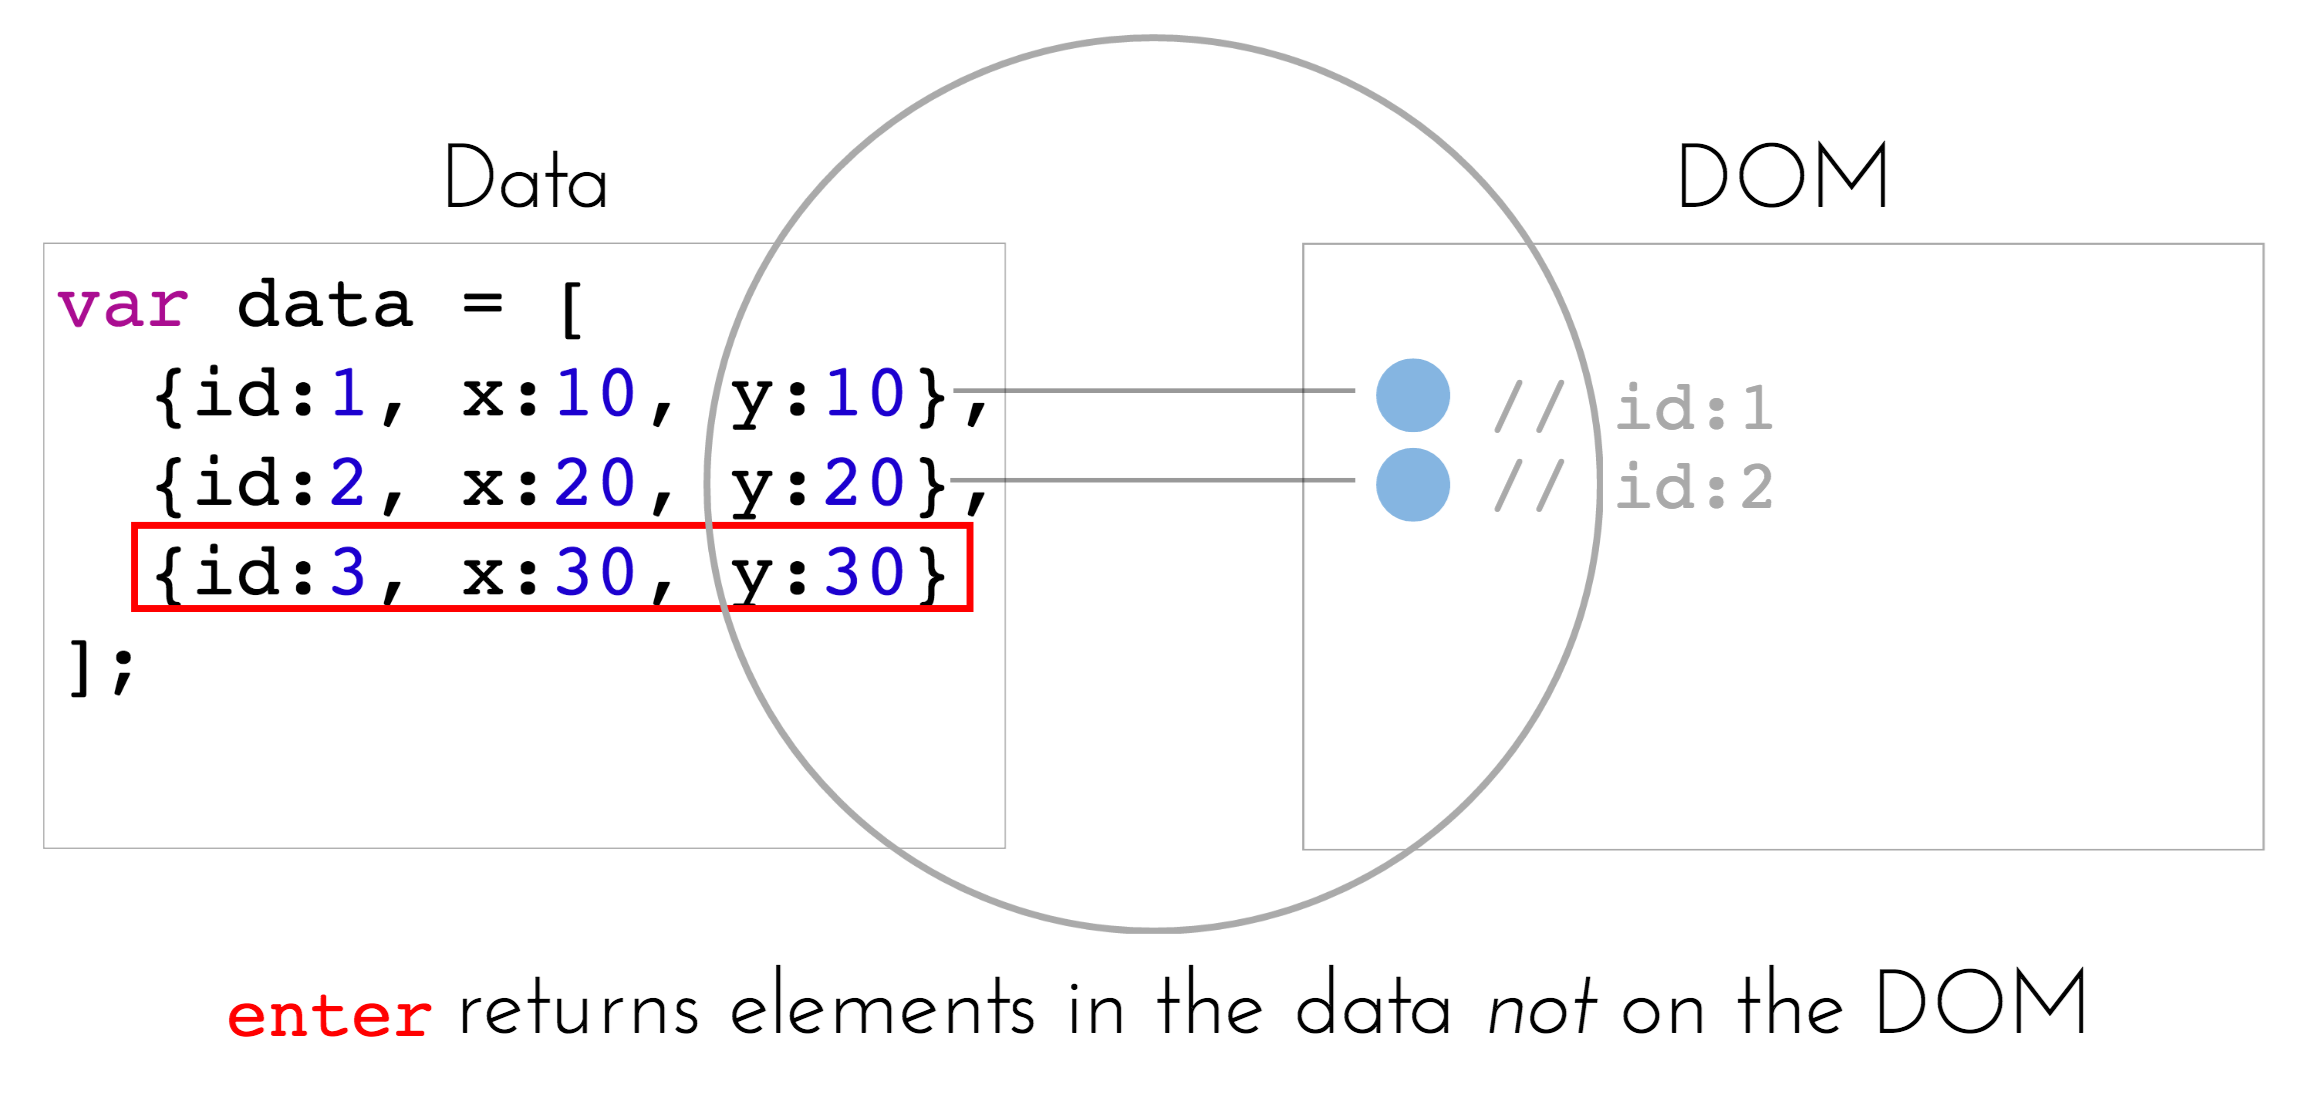 Data
DOM
var data = [
{id:1, x:10, y:10},
{id:2, x:20, y:20},
{id:3, x:30, y:30}
];
// id:1
// id:2
enter returns elements in the data not on the DOM